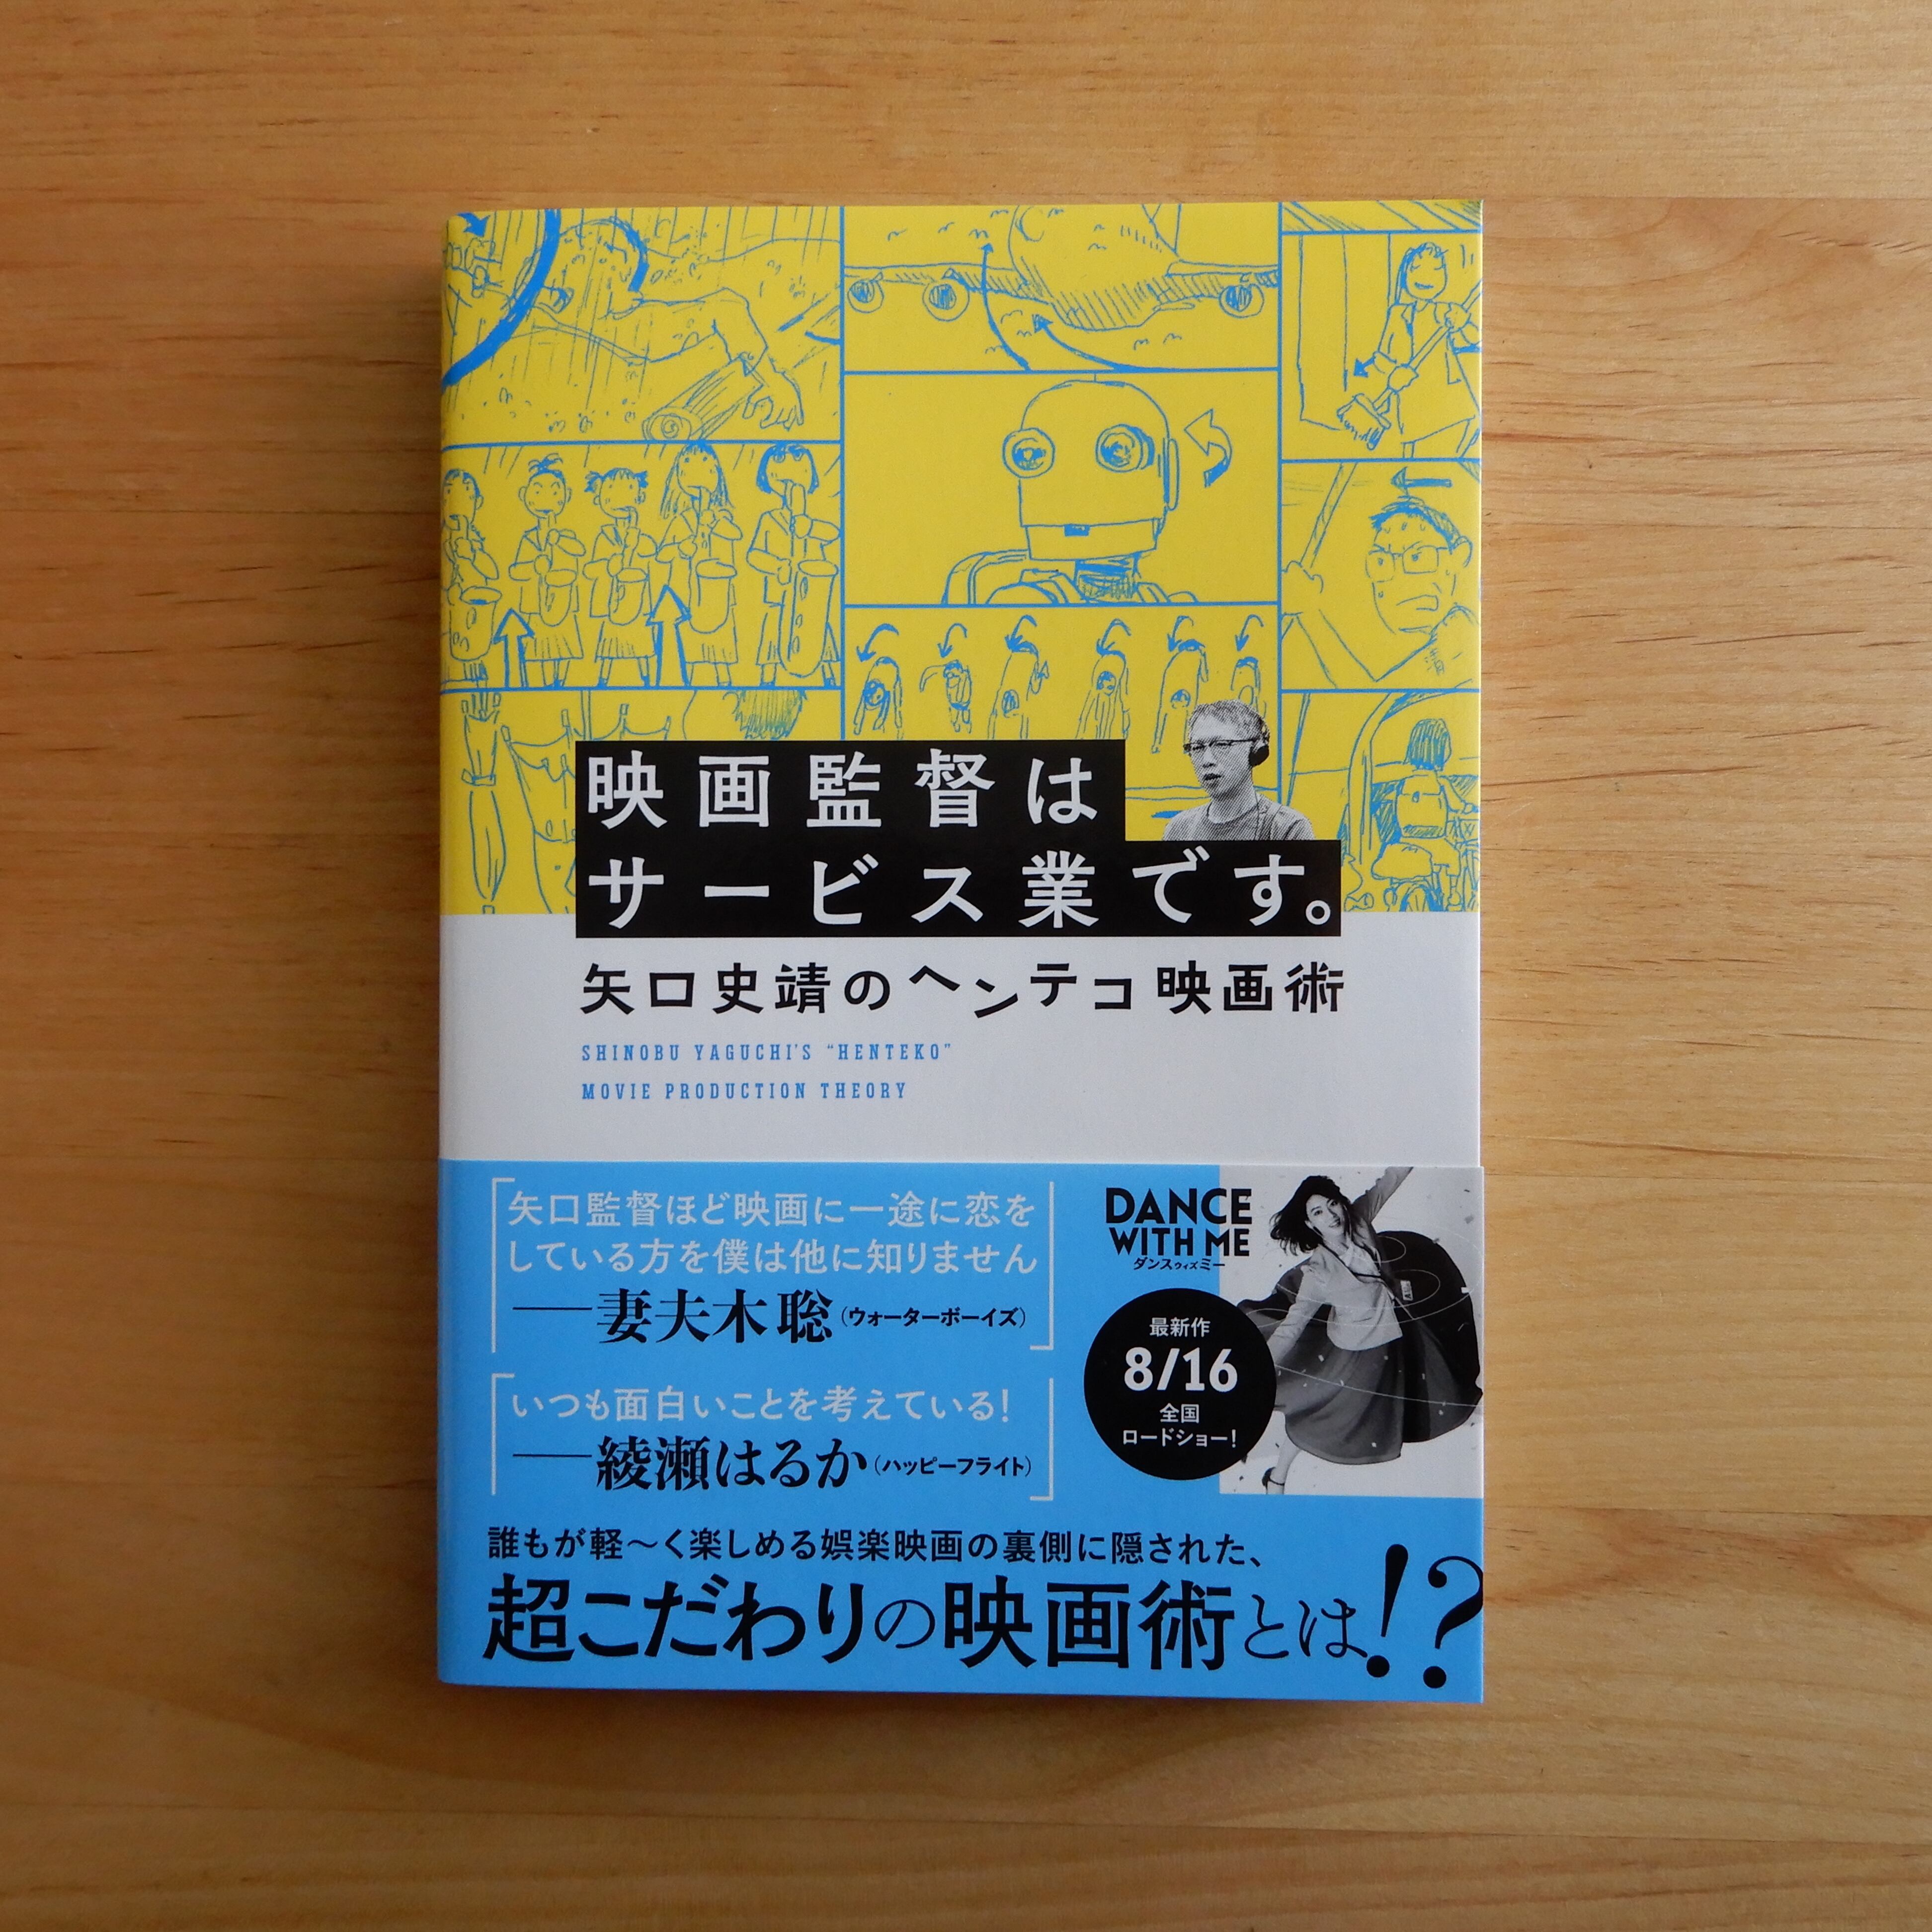 映画監督は
サービス業です。
矢口史靖のヘンテコ映画術
SHINOBU YAGUCHI'S “HENTEKO”
MOVIE PRODUCTION THEORY
矢口監督ほど映画に一途に恋を
している方を僕は他に知りません
——妻夫木聡（ウォーターボーイズ）
いつも面白いことを考えている！
——綾瀬はるか（ハッピーフライト）
DANCE
WITH ME
ダンスウィズミー
最新作
8/16
全国
ロードショー！
誰もが軽〜く楽しめる娯楽映画の裏側に隠された、
超こだわりの映画術とは！？